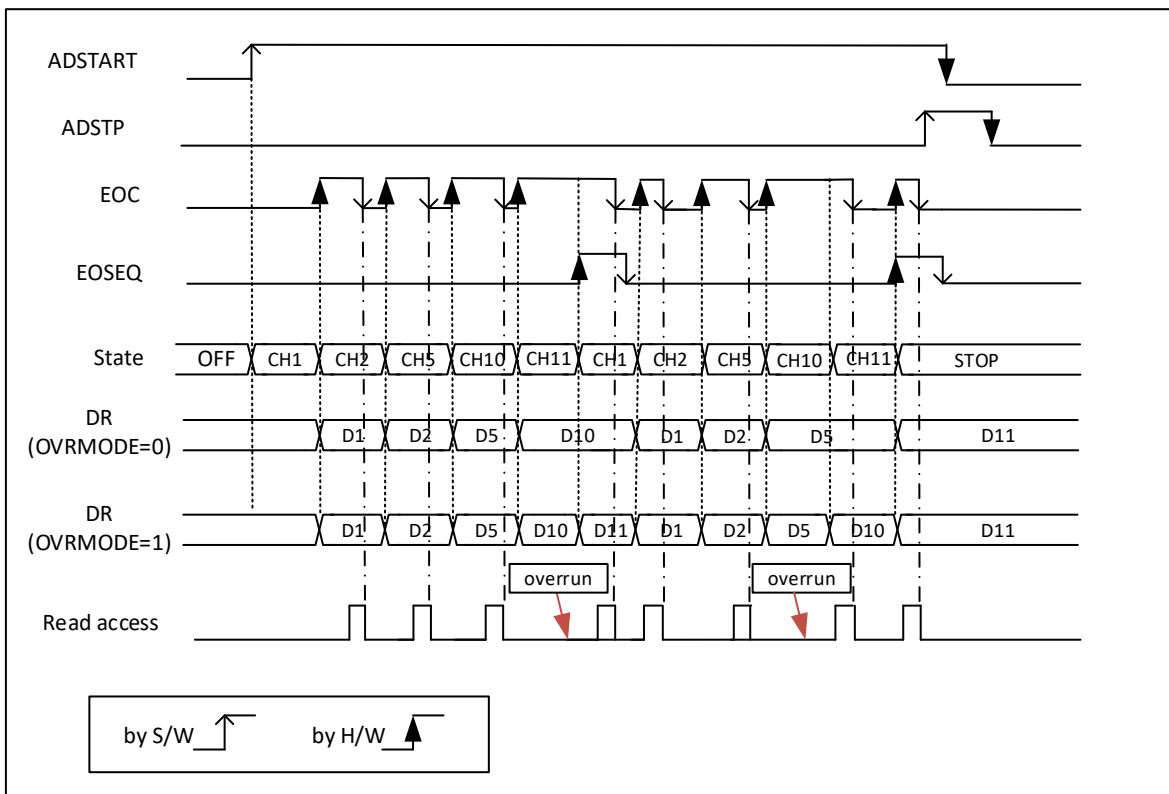 ADSTART
ADSTP
EOC
EOSEQ
State OFF CH1 CH2 CH5 CH10 CH11 CH1 CH2 CH5 CH10 CH11 STOP
DR
(OVRMODE=0) D1 D2 D5 D10 D1 D2 D5 D11
DR
(OVRMODE=1) D1 D2 D5 D10 D11 D1 D2 D5 D10 D11
overrun overrun
Read access
by S/W by H/W